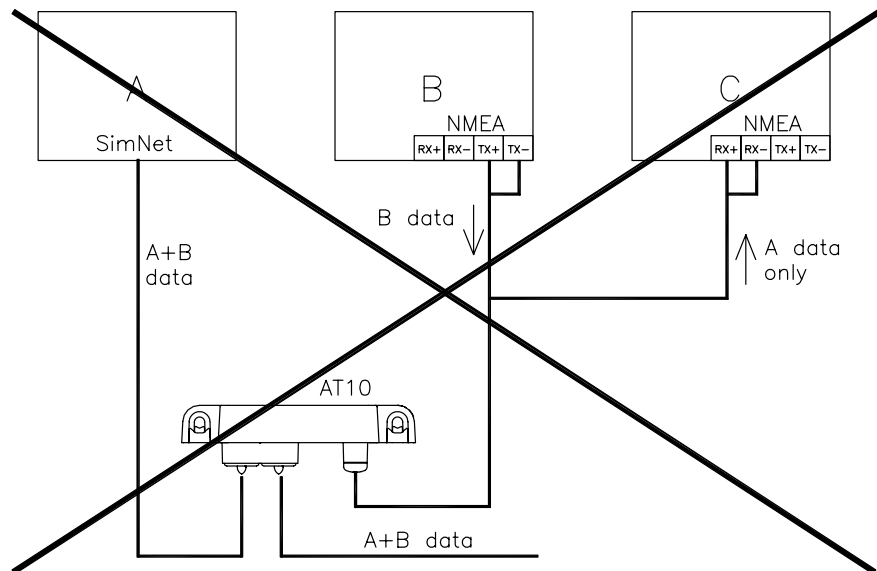 A
SimNet
B
NMEA
RX+ RX- TX+ TX-
C
NMEA
RX+ RX- TX+ TX-
B data
A+B
data
A data
only
AT10
A+B data